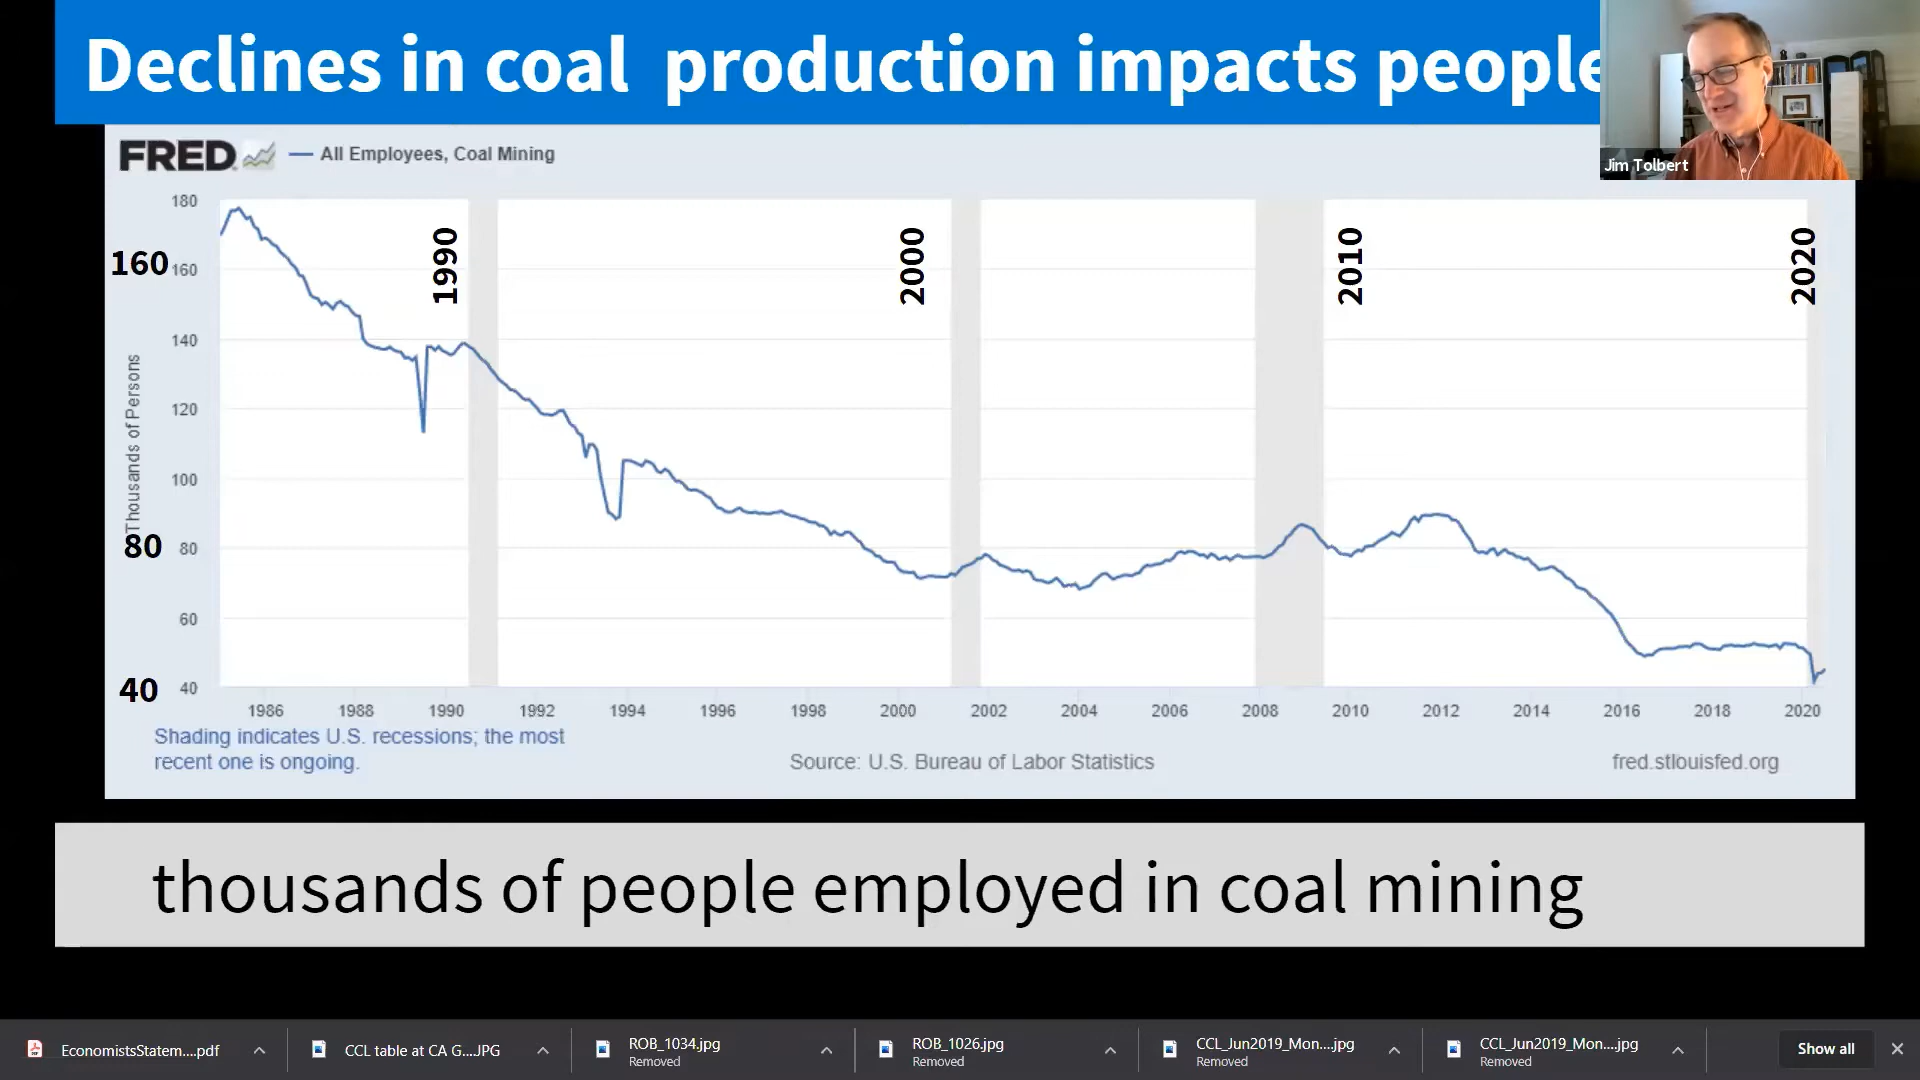 Declines in coal production impacts people
Jim Tolbert
FRED
All Employees, Coal Mining
Thousands of Persons
180
160
160
140
120
100
80
80
60
40
40
1990
2000
2010
2020
1986 1988 1990 1992 1994 1996 1998 2000 2002 2004 2006 2008 2010 2012 2014 2016 2018 2020
Shading indicates U.S. recessions; the most
recent one is ongoing.
Source: U.S. Bureau of Labor Statistics
fred.stlouisfed.org
thousands of people employed in coal mining
EconomistsStatem....pdf
CCL table at CA G...JPG
ROB_1034.jpg
Removed
ROB_1026.jpg
Removed
CCL_Jun2019_Mon....jpg
Removed
CCL_Jun2019_Mon....jpg
Removed
Show all